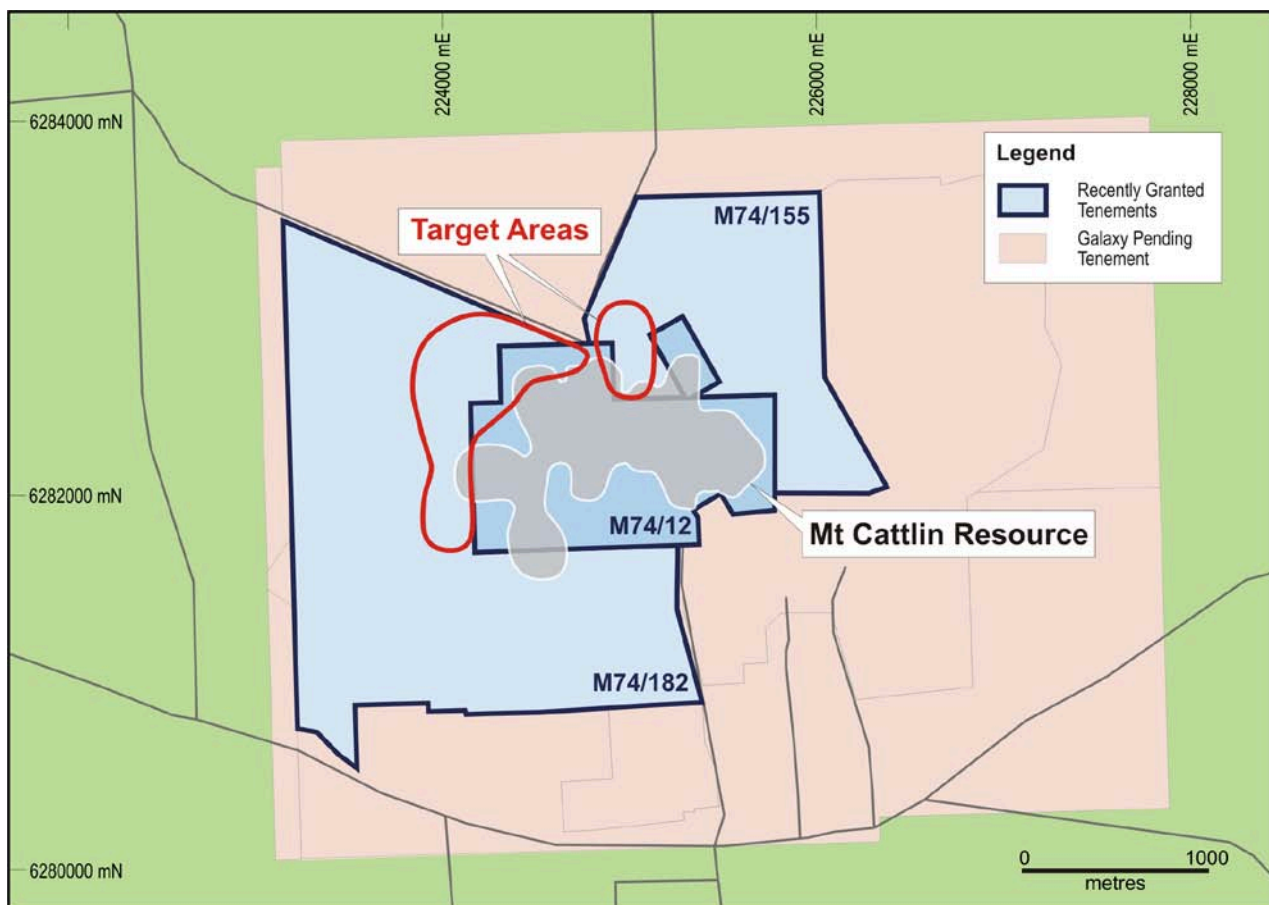 224000 mE
226000 mE
228000 mE
6284000 mN
Legend
Recently Granted
Tenements
Galaxy Pending
Tenement
M74/155
Target Areas
6282000 mN
M74/12
Mt Cattlin Resource
M74/182
6280000 mN
0
1000
metres